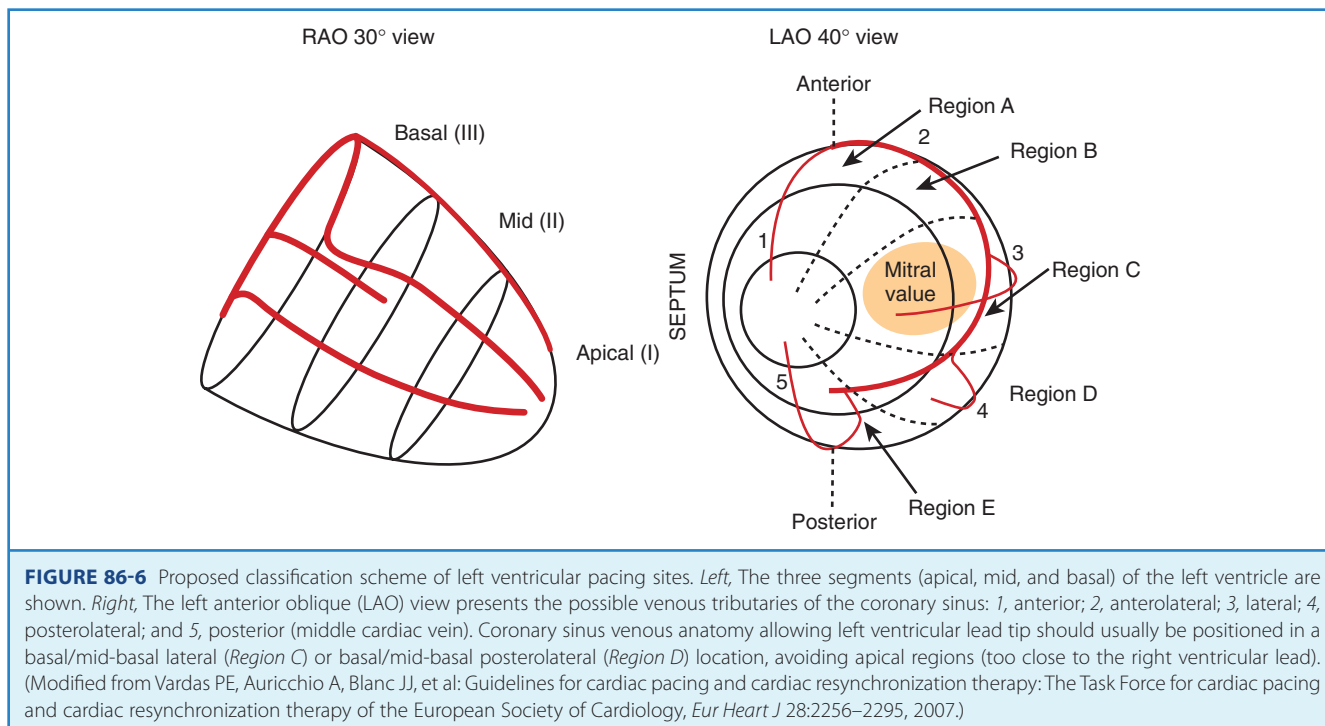 RAO 30° view
Basal (III)
Mid (II)
Apical (I)
LAO 40° view
Anterior
Region A
2
Region B
1
3
SEPTUM
Mitral
value
Region C
5
Region D
4
Region E
Posterior
FIGURE 86-6 Proposed classification scheme of left ventricular pacing sites. Left, The three segments (apical, mid, and basal) of the left ventricle are
shown. Right, The left anterior oblique (LAO) view presents the possible venous tributaries of the coronary sinus: 1, anterior; 2, anterolateral; 3, lateral; 4,
posterolateral; and 5, posterior (middle cardiac vein). Coronary sinus venous anatomy allowing left ventricular lead tip should usually be positioned in a
basal/mid-basal lateral (Region C) or basal/mid-basal posterolateral (Region D) location, avoiding apical regions (too close to the right ventricular lead).
(Modified from Vardas PE, Auricchio A, Blanc JJ, et al: Guidelines for cardiac pacing and cardiac resynchronization therapy: The Task Force for cardiac pacing
and cardiac resynchronization therapy of the European Society of Cardiology, Eur Heart J 28:2256–2295, 2007.)